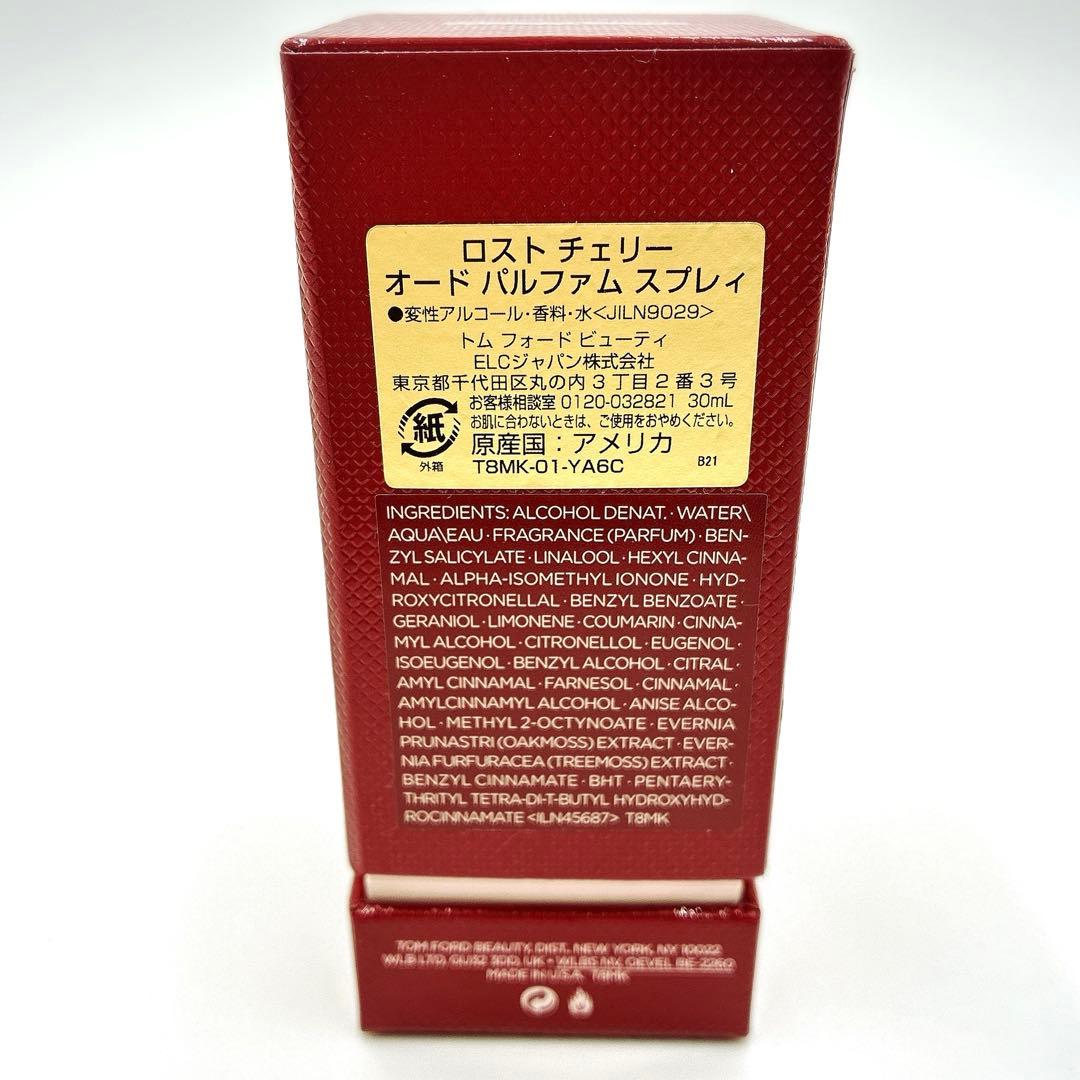 ロスト チェリー
オード パルファム スプレィ
●変性アルコール・香料・水<JILN9029>
トム フォード ビューティ
ELCジャパン株式会社
東京都千代田区丸の内3丁目2番3号
お客様相談室 0120-032821 30mL
お肌に合わないときは、ご使用をおやめください。
紙
外箱
原産国：アメリカ
T8MK-01-YA6C
B21
INGREDIENTS: ALCOHOL DENAT. · WATER\
AQUA\EAU · FRAGRANCE (PARFUM) · BEN-
ZYL SALICYLATE · LINALOOL · HEXYL CINNA-
MAL · ALPHA-ISOMETHYL IONONE · HYD-
ROXYCITRONELLAL · BENZYL BENZOATE ·
GERANIOL · LIMONENE · COUMARIN · CINNA-
MYL ALCOHOL · CITRONELLOL · EUGENOL ·
ISOEUGENOL · BENZYL ALCOHOL · CITRAL ·
AMYL CINNAMAL · FARNESOL · CINNAMAL ·
AMYLCINNAMYL ALCOHOL · ANISE ALCO-
HOL · METHYL 2-OCTYNOATE · EVERNIA
PRUNASTRI (OAKMOSS) EXTRACT · EVER-
NIA FURFURACEA (TREEMOSS) EXTRACT ·
BENZYL CINNAMATE · BHT · PENTAERY-
THRITYL TETRA-DI-T-BUTYL HYDROXYHYD-
ROCINNAMATE <ILN45687> T8MK
TOM FORD BEAUTY, DIST. NEW YORK, NY 10022
WLB LTD, GU32 3DD, UK · WLBS NV, OEVEL BE-2260
MADE IN U.S.A. T8MK